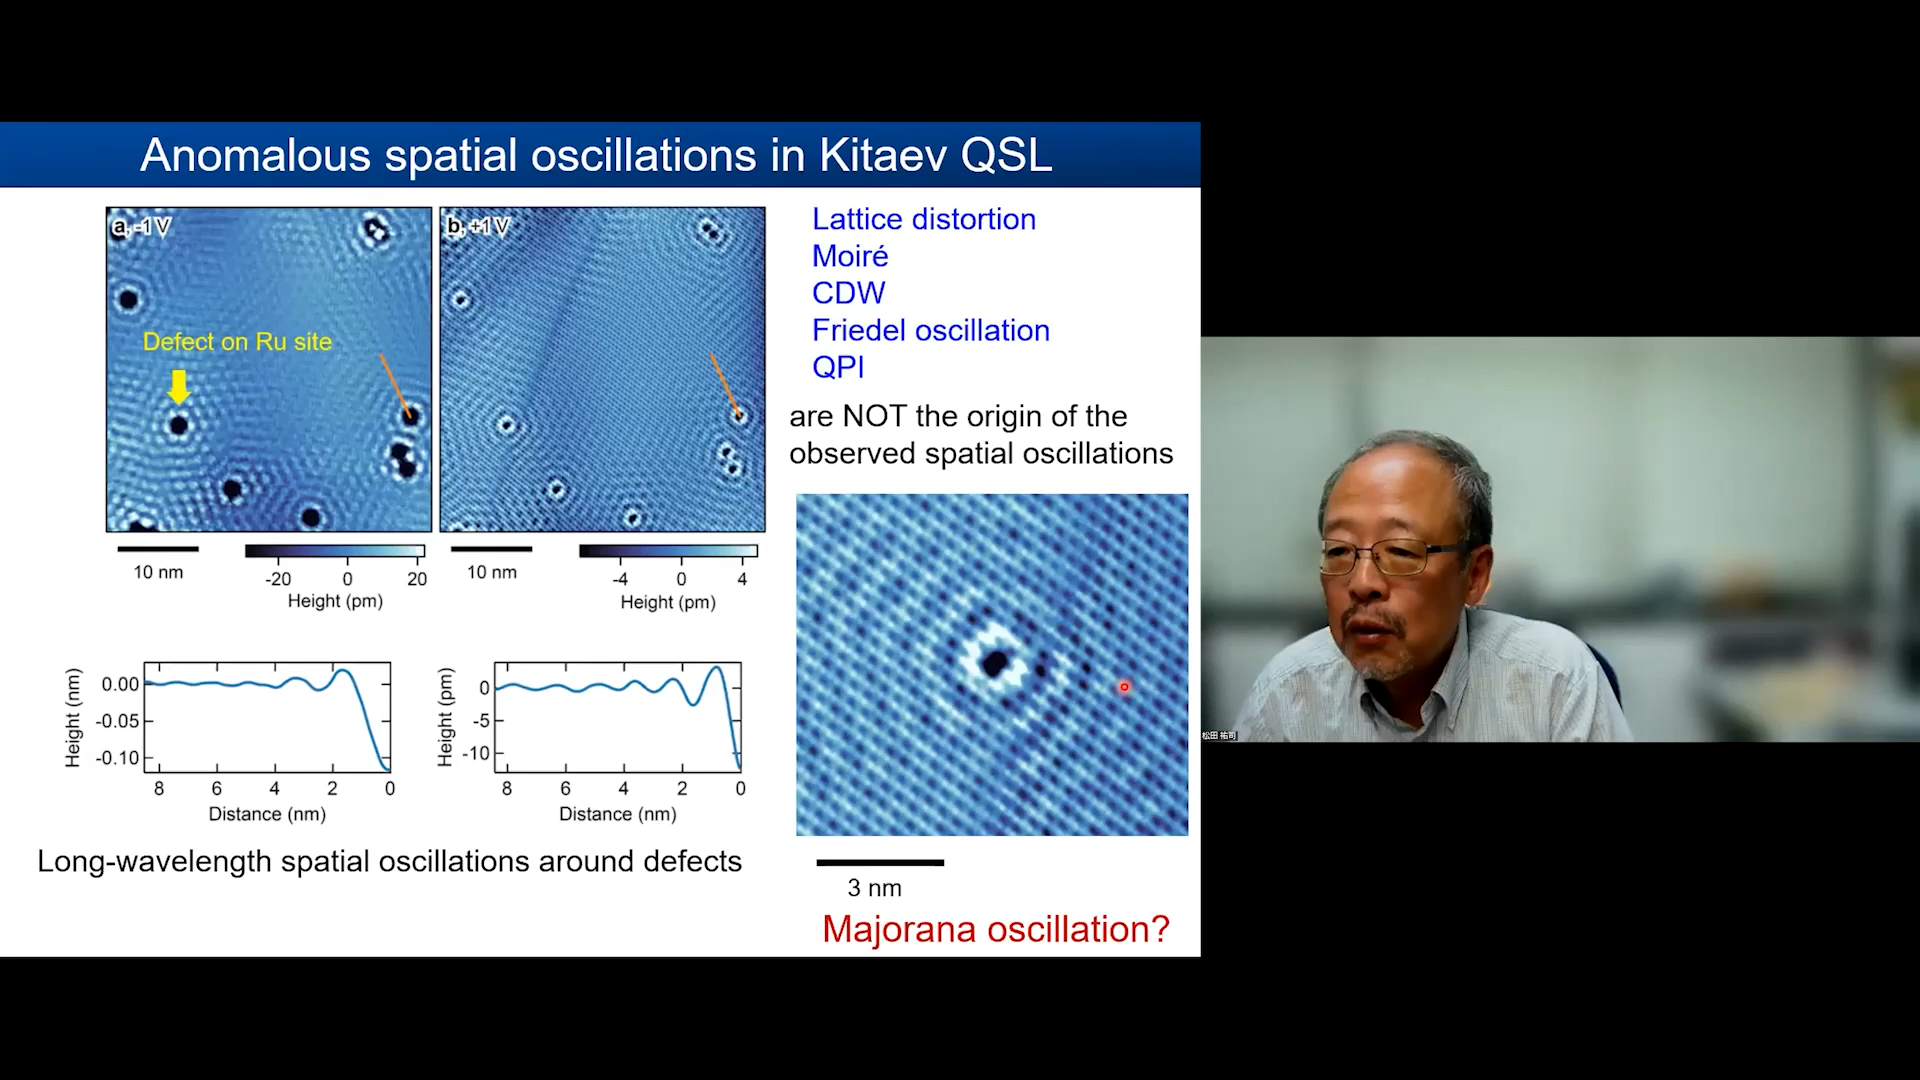 Anomalous spatial oscillations in Kitaev QSL
a, -1 V
b, +1 V
Defect on Ru site
10 nm
-20 0 20
Height (pm)
10 nm
-4 0 4
Height (pm)
Lattice distortion
Moiré
CDW
Friedel oscillation
QPI
are NOT the origin of the
observed spatial oscillations
Height (nm)
0.00
-0.05
-0.10
8 6 4 2 0
Distance (nm)
Height (pm)
0
-5
-10
8 6 4 2 0
Distance (nm)
Long-wavelength spatial oscillations around defects
3 nm
Majorana oscillation?
松田 祐司